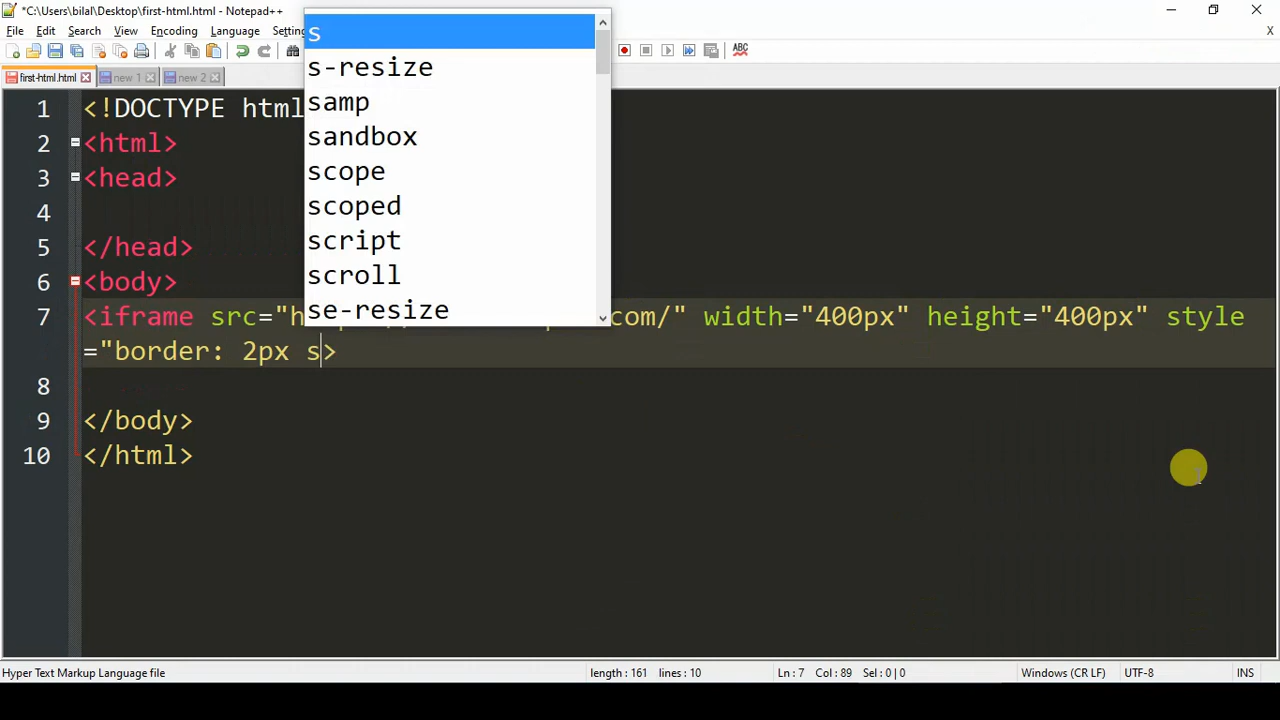 *C:\Users\bilal\Desktop\first-html.html - Notepad++
File Edit Search View Encoding Language
first-html.html new 1 new 2
s
s-resize
samp
sandbox
scope
scoped
script
scroll
se-resize
1 <!DOCTYPE html
2 <html>
3 <head>
4
5 </head>
6 <body>
7 <iframe src="h com/" width="400px" height="400px" style
="border: 2px s>
8
9 </body>
10 </html>
Hyper Text Markup Language file length : 161 lines : 10 Ln : 7 Col : 89 Sel : 0 | 0 Windows (CR LF) UTF-8 INS
X
ABC